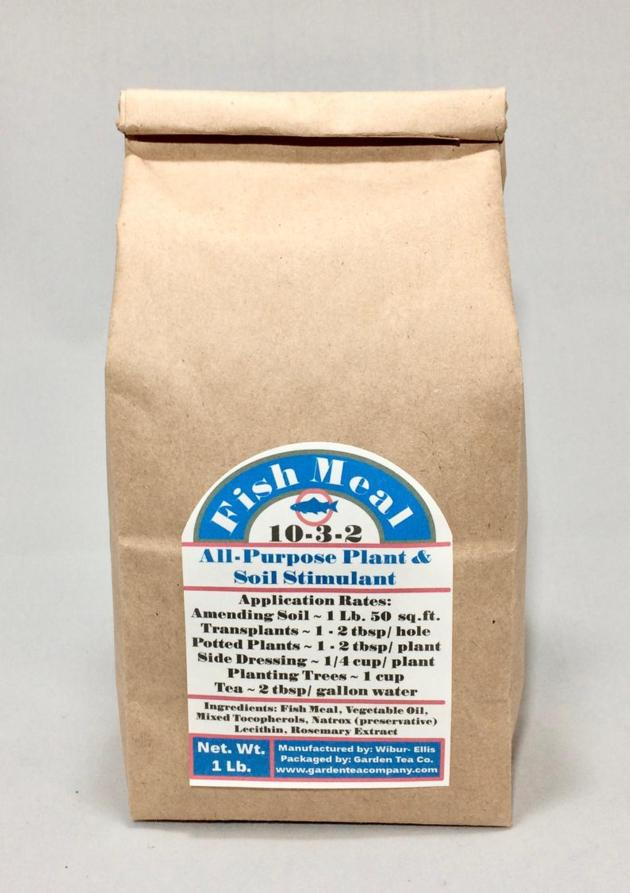 Fish Meal
10-3-2
All-Purpose Plant &
Soil Stimulant
Application Rates:
Amending Soil ~ 1 Lb. 50 sq.ft.
Transplants ~ 1 - 2 tbsp/ hole
Potted Plants ~ 1 - 2 tbsp/ plant
Side Dressing ~ 1/4 cup/ plant
Planting Trees ~ 1 cup
Tea ~ 2 tbsp/ gallon water
Ingredients: Fish Meal, Vegetable Oil,
Mixed Tocopherols, Natrox (preservative)
Lecithin, Rosemary Extract
Net. Wt.
1 Lb.
Manufactured by: Wibur- Ellis
Packaged by: Garden Tea Co.
www.gardenteacompany.com